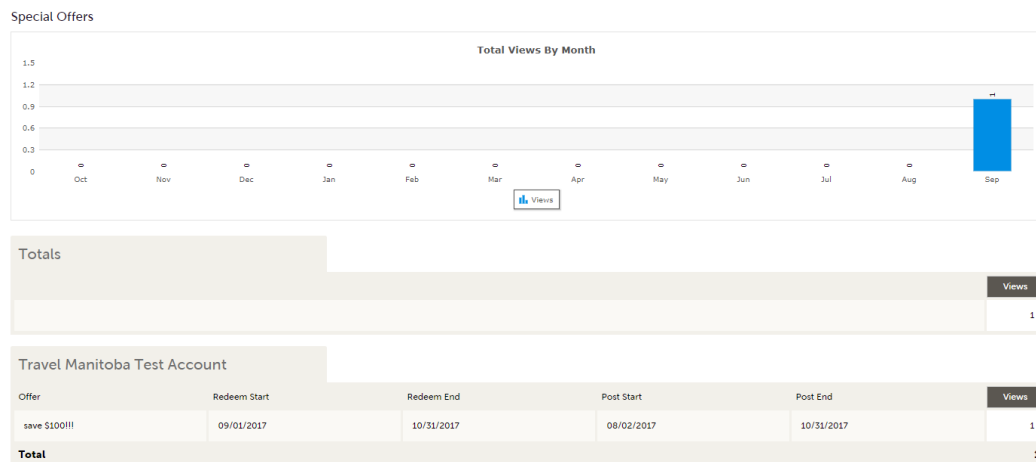 Special Offers
Total Views By Month
1.5
1.2
0.9
0.6
0.3
0
0 0 0 0 0 0 0 0 0 0 0 1
Oct Nov Dec Jan Feb Mar Apr May Jun Jul Aug Sep
Views
Totals
Views
1
Travel Manitoba Test Account
Offer Redeem Start Redeem End Post Start Post End Views
save $100!!! 09/01/2017 10/31/2017 08/02/2017 10/31/2017 1
Total